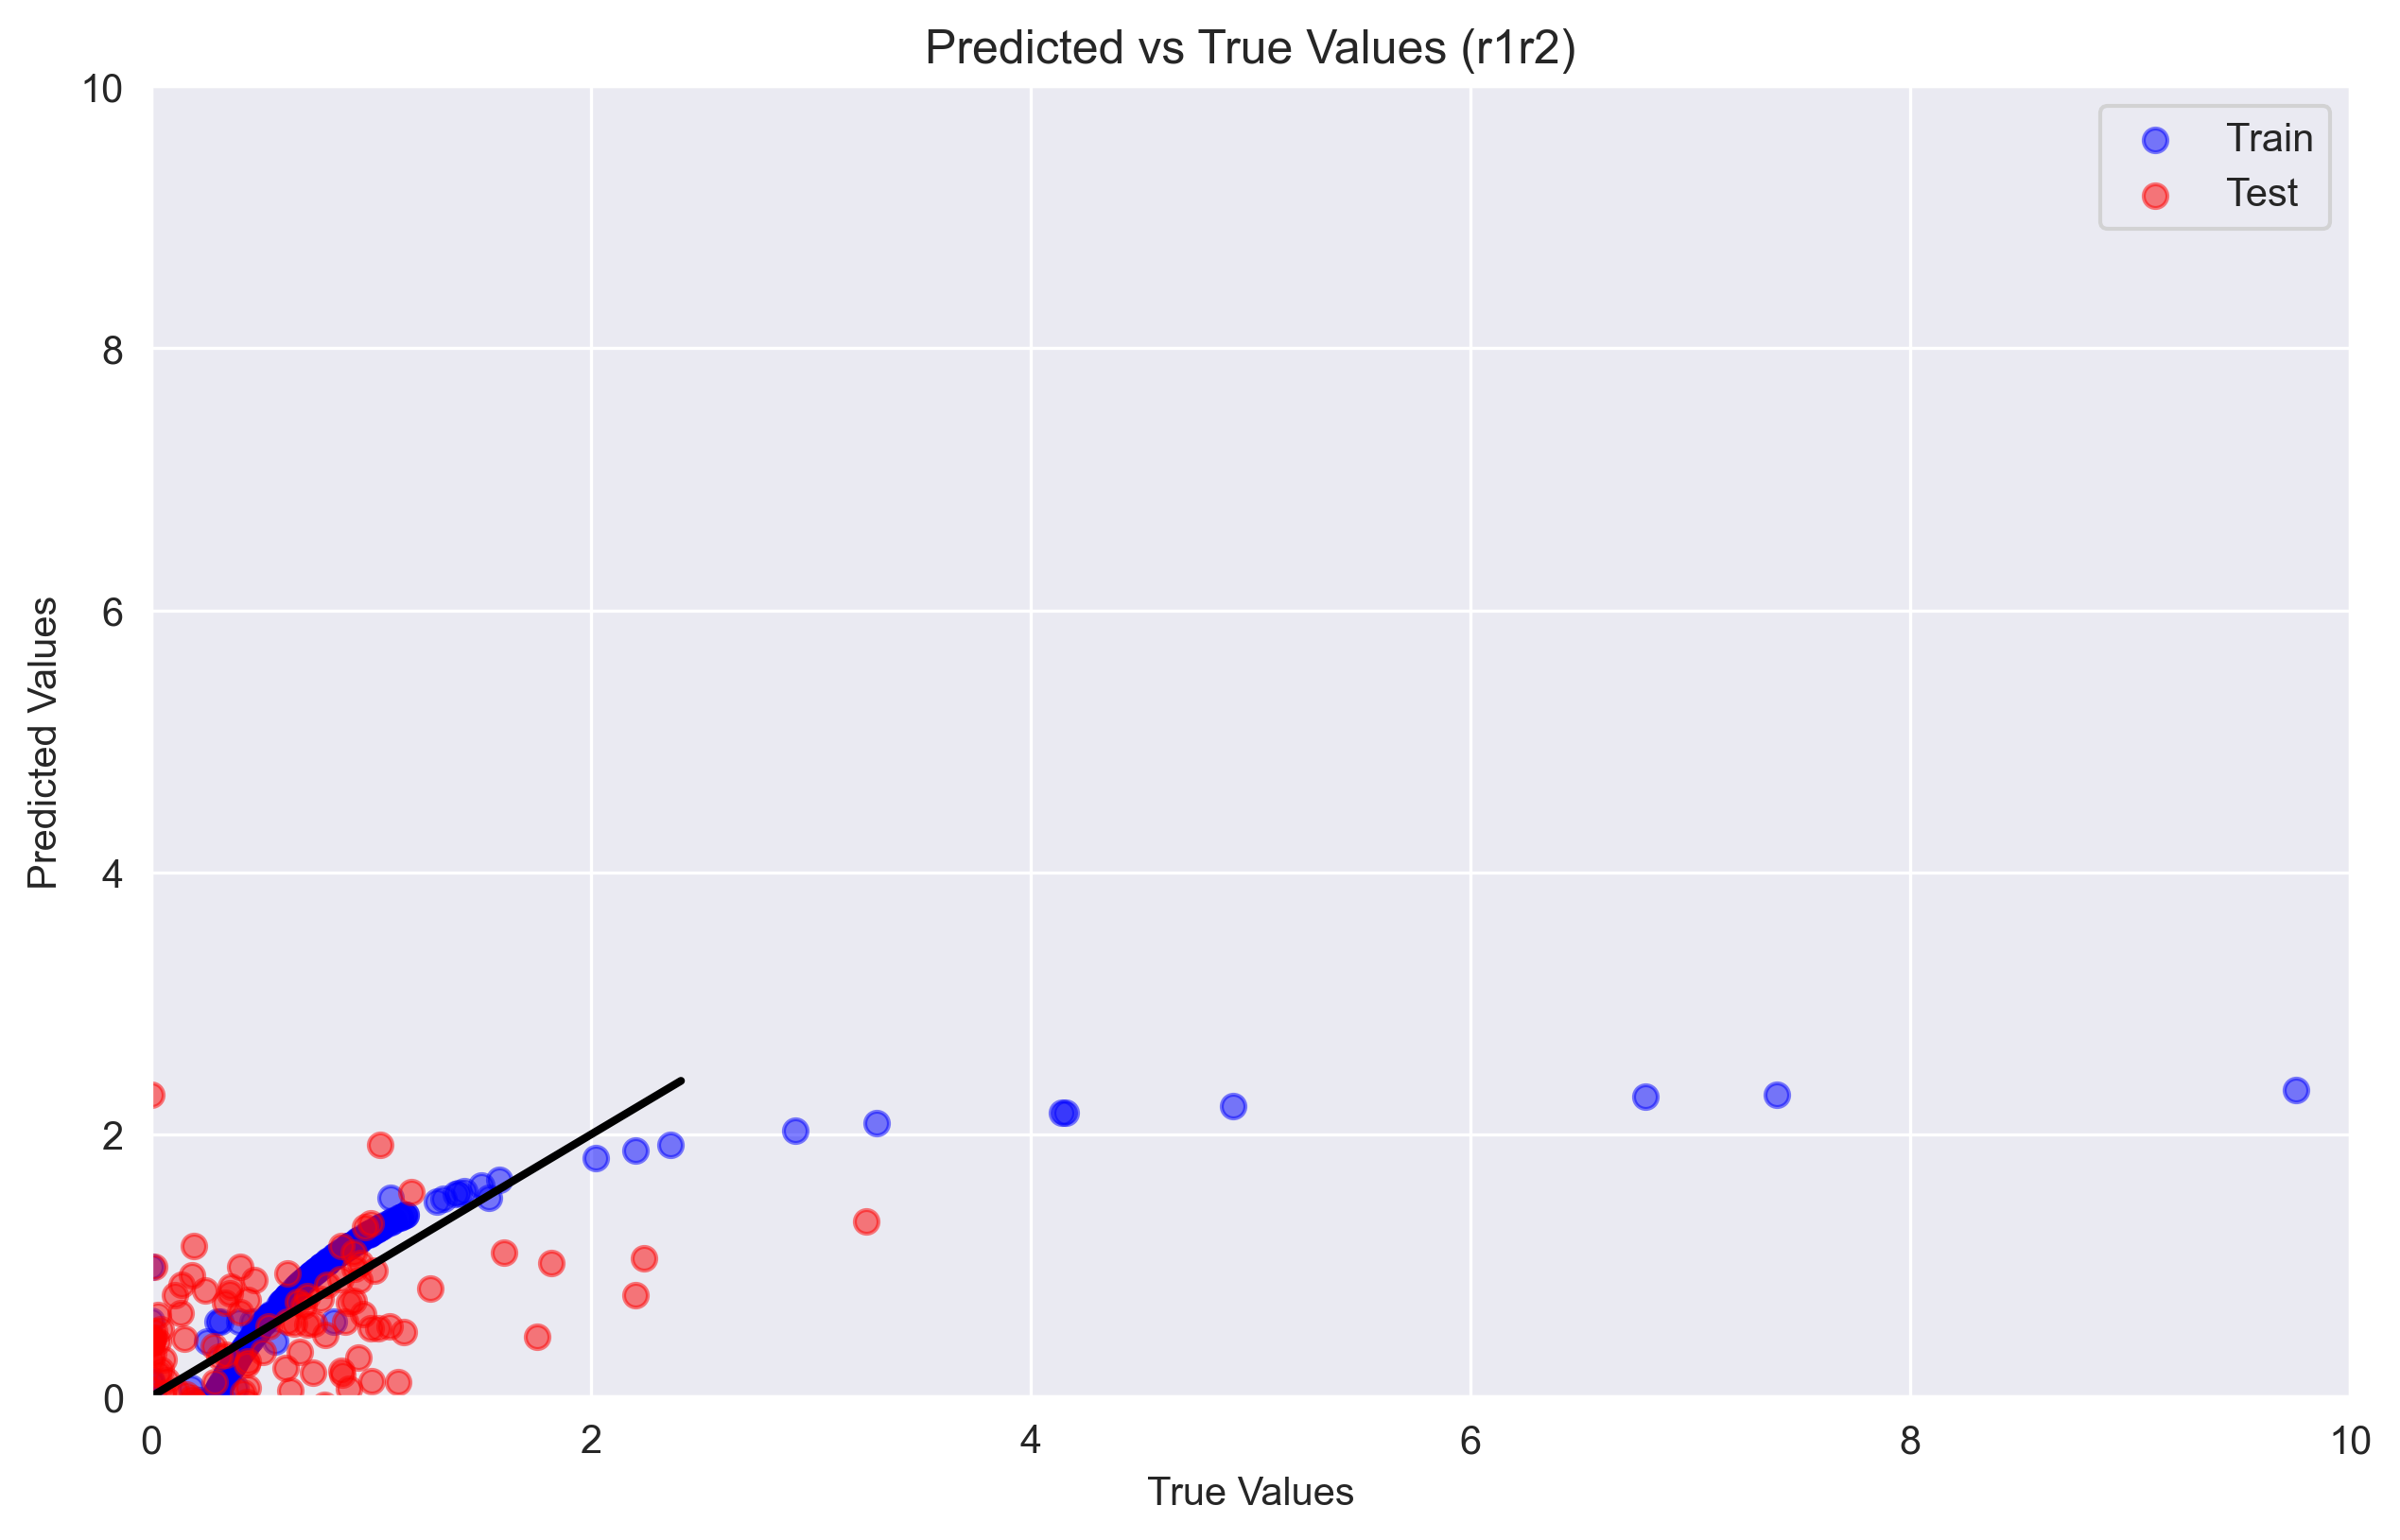 Predicted vs True Values (r1r2)
Train
Test
Predicted Values
10
8
6
4
2
0
0 2 4 6 8 10
True Values